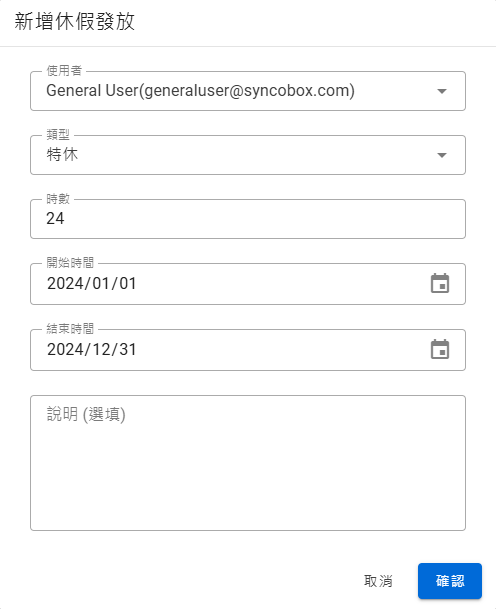 新增休假發放
使用者
General User(generaluser@syncobox.com)
類型
特休
時數
24
開始時間
2024/01/01
結束時間
2024/12/31
說明 (選填)
取消
確認